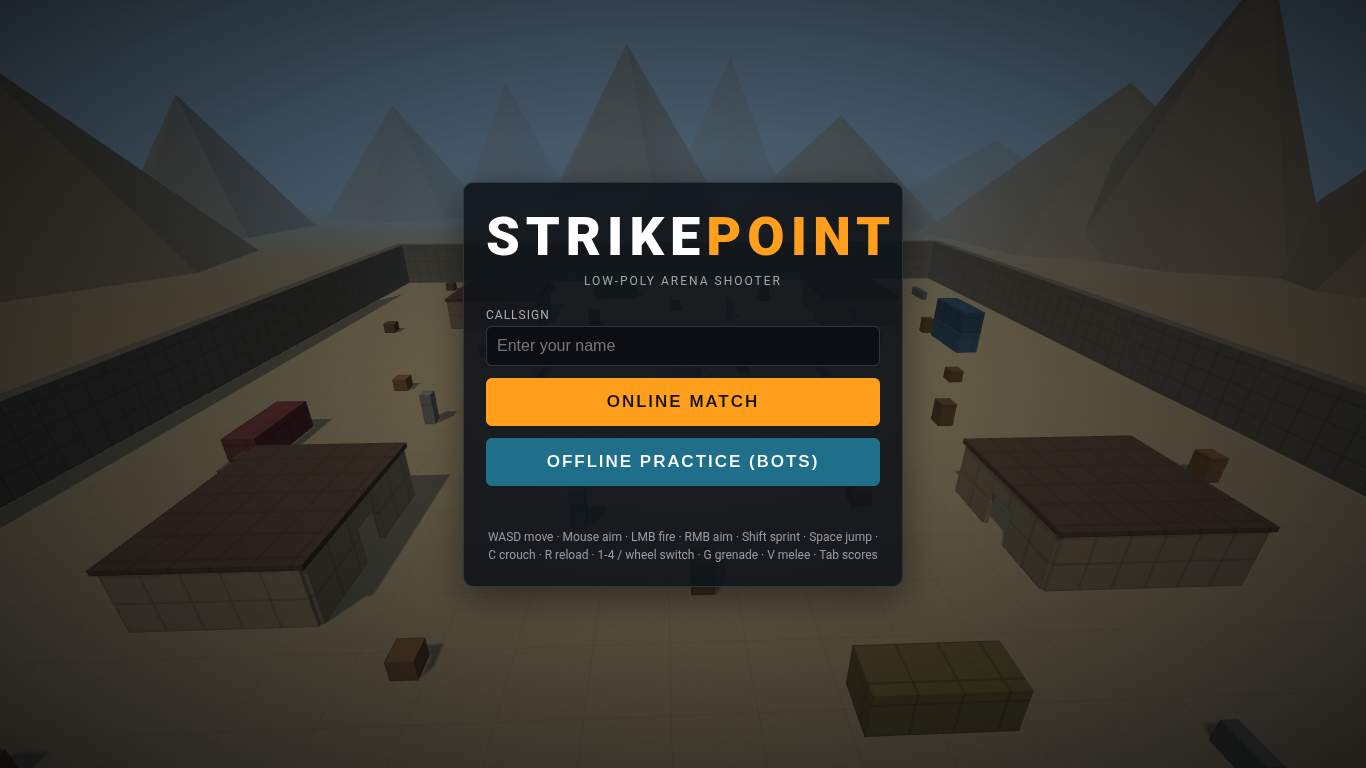 STRIKEPOINT
LOW-POLY ARENA SHOOTER
CALLSIGN
Enter your name
ONLINE MATCH
OFFLINE PRACTICE (BOTS)
WASD move · Mouse aim · LMB fire · RMB aim · Shift sprint · Space jump ·
C crouch · R reload · 1-4 / wheel switch · G grenade · V melee · Tab scores